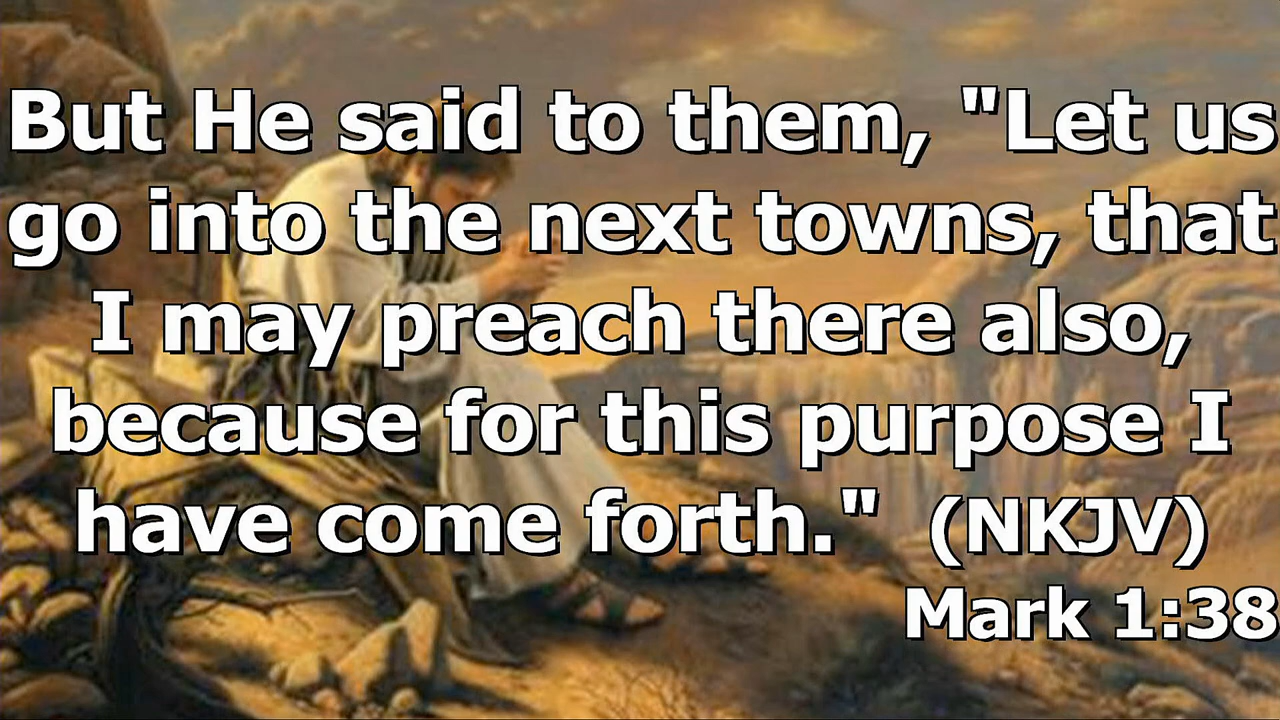 But He said to them, "Let us
go into the next towns, that
I may preach there also,
because for this purpose I
have come forth."  (NKJV)
Mark 1:38